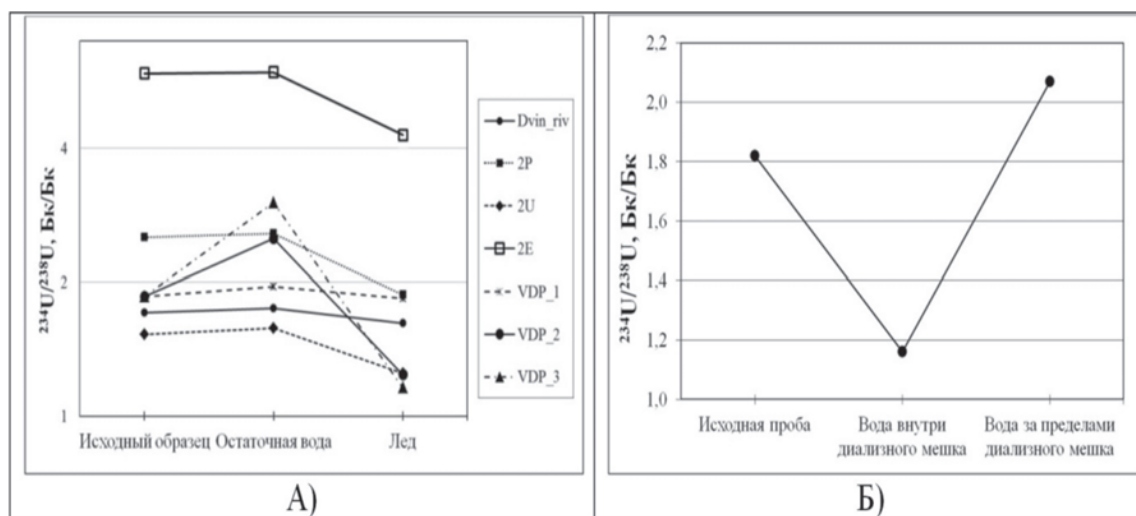 ²³⁴U/²³⁸U, Бк/Бк
4
2
1
Исходный образец
Остаточная вода
Лед
Dvin_riv
2P
2U
2E
VDP_1
VDP_2
VDP_3
А)
²³⁴U/²³⁸U, Бк/Бк
2,2
2,0
1,8
1,6
1,4
1,2
1,0
Исходная проба
Вода внутри
диализного мешка
Вода за пределами
диализного мешка
Б)